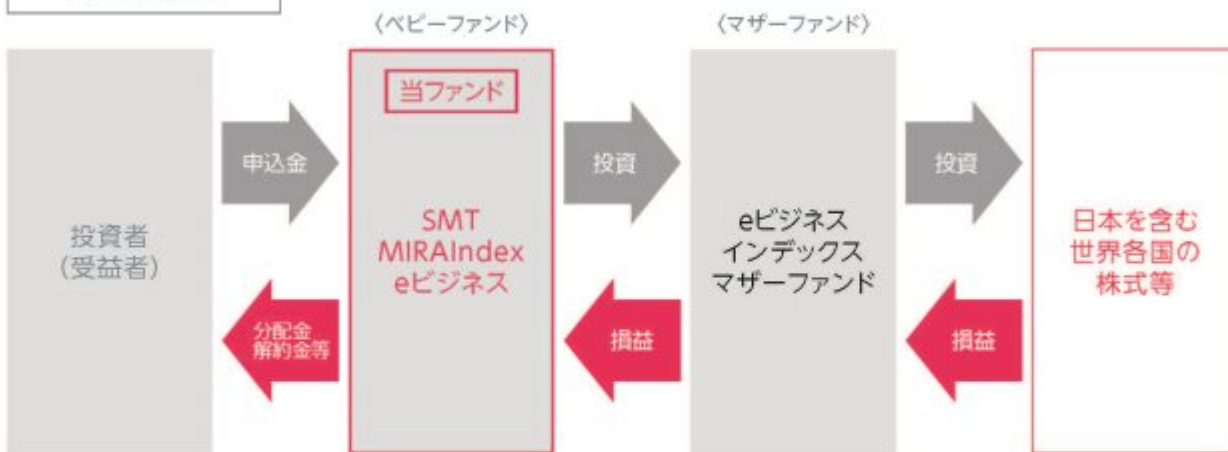 〈ベビーファンド〉
〈マザーファンド〉
当ファンド
申込金
投資
投資
投資者
(受益者)
SMT
MIRAIndex
eビジネス
eビジネス
インデックス
マザーファンド
日本を含む
世界各国の
株式等
分配金
解約金等
損益
損益